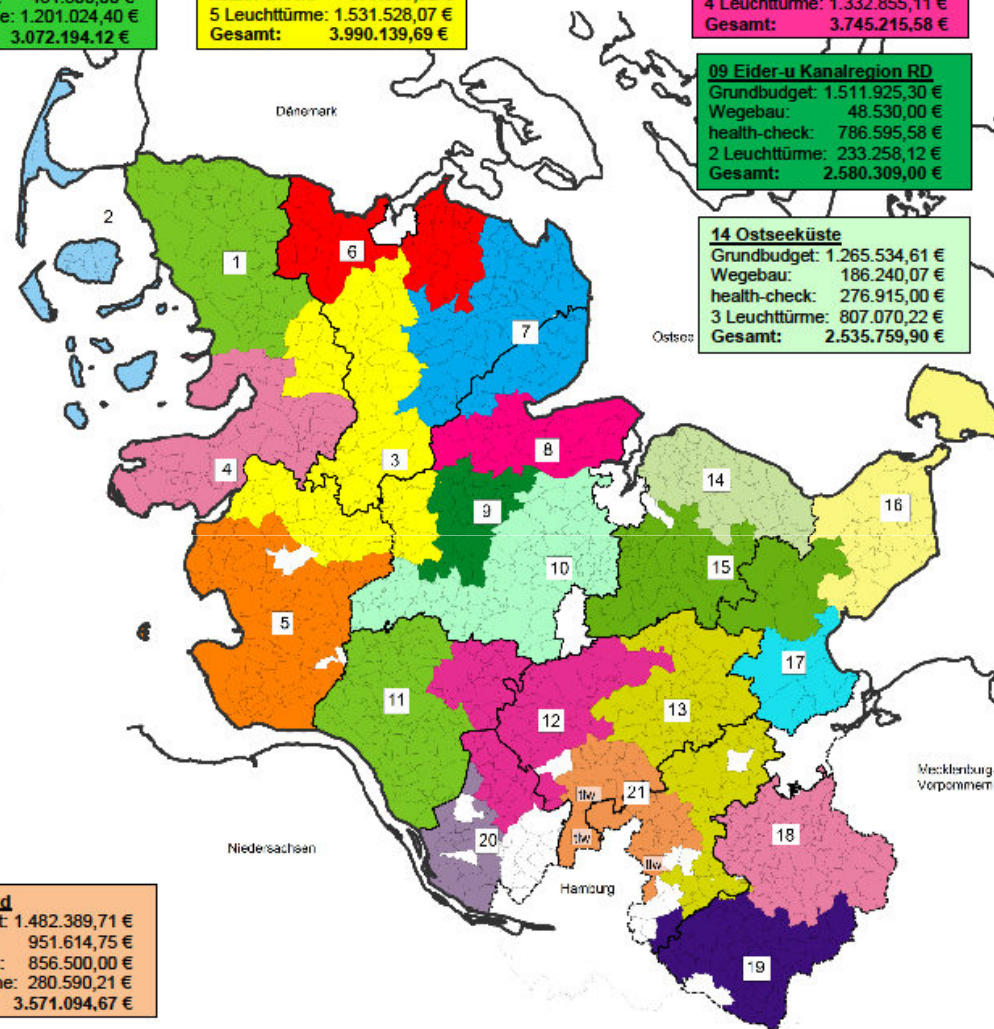 1.201.024,40 €
3.072.194.12 €
5 Leuchttürme: 1.531.528,07 €
Gesamt: 3.990.139,69 €
4 Leuchttürme: 1.332.855,11 €
Gesamt: 3.745.215,58 €
09 Eider-u Kanalregion RD
Grundbudget: 1.511.925,30 €
Wegebau: 48.530,00 €
health-check: 786.595,58 €
2 Leuchttürme: 233.258,12 €
Gesamt: 2.580.309,00 €
14 Ostseeküste
Grundbudget: 1.265.534,61 €
Wegebau: 186.240,07 €
health-check: 276.915,00 €
3 Leuchttürme: 807.070,22 €
Gesamt: 2.535.759,90 €
Dänemark
2
1
6
7
Ostsee
4
3
8
14
16
9
10
15
5
17
11
12
13
Mecklenburg-
Vorpommern
tlw
21
tlw
20
tlw
18
Niedersachsen
Hamburg
19
1.482.389,71 €
951.614,75 €
856.500,00 €
280.590,21 €
3.571.094,67 €